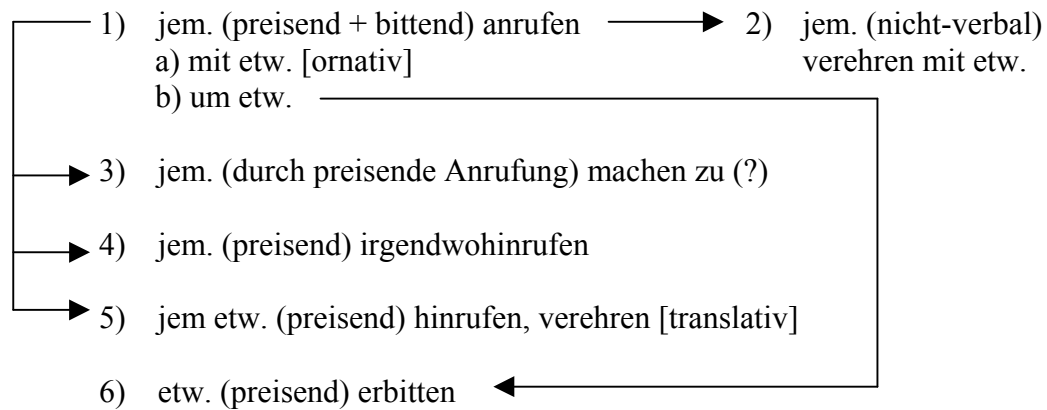 1) jem. (preisend + bittend) anrufen
a) mit etw. [ornativ]
b) um etw.
2) jem. (nicht-verbal)
verehren mit etw.
3) jem. (durch preisende Anrufung) machen zu (?)
4) jem. (preisend) irgendwohinrufen
5) jem etw. (preisend) hinrufen, verehren [translativ]
6) etw. (preisend) erbitten